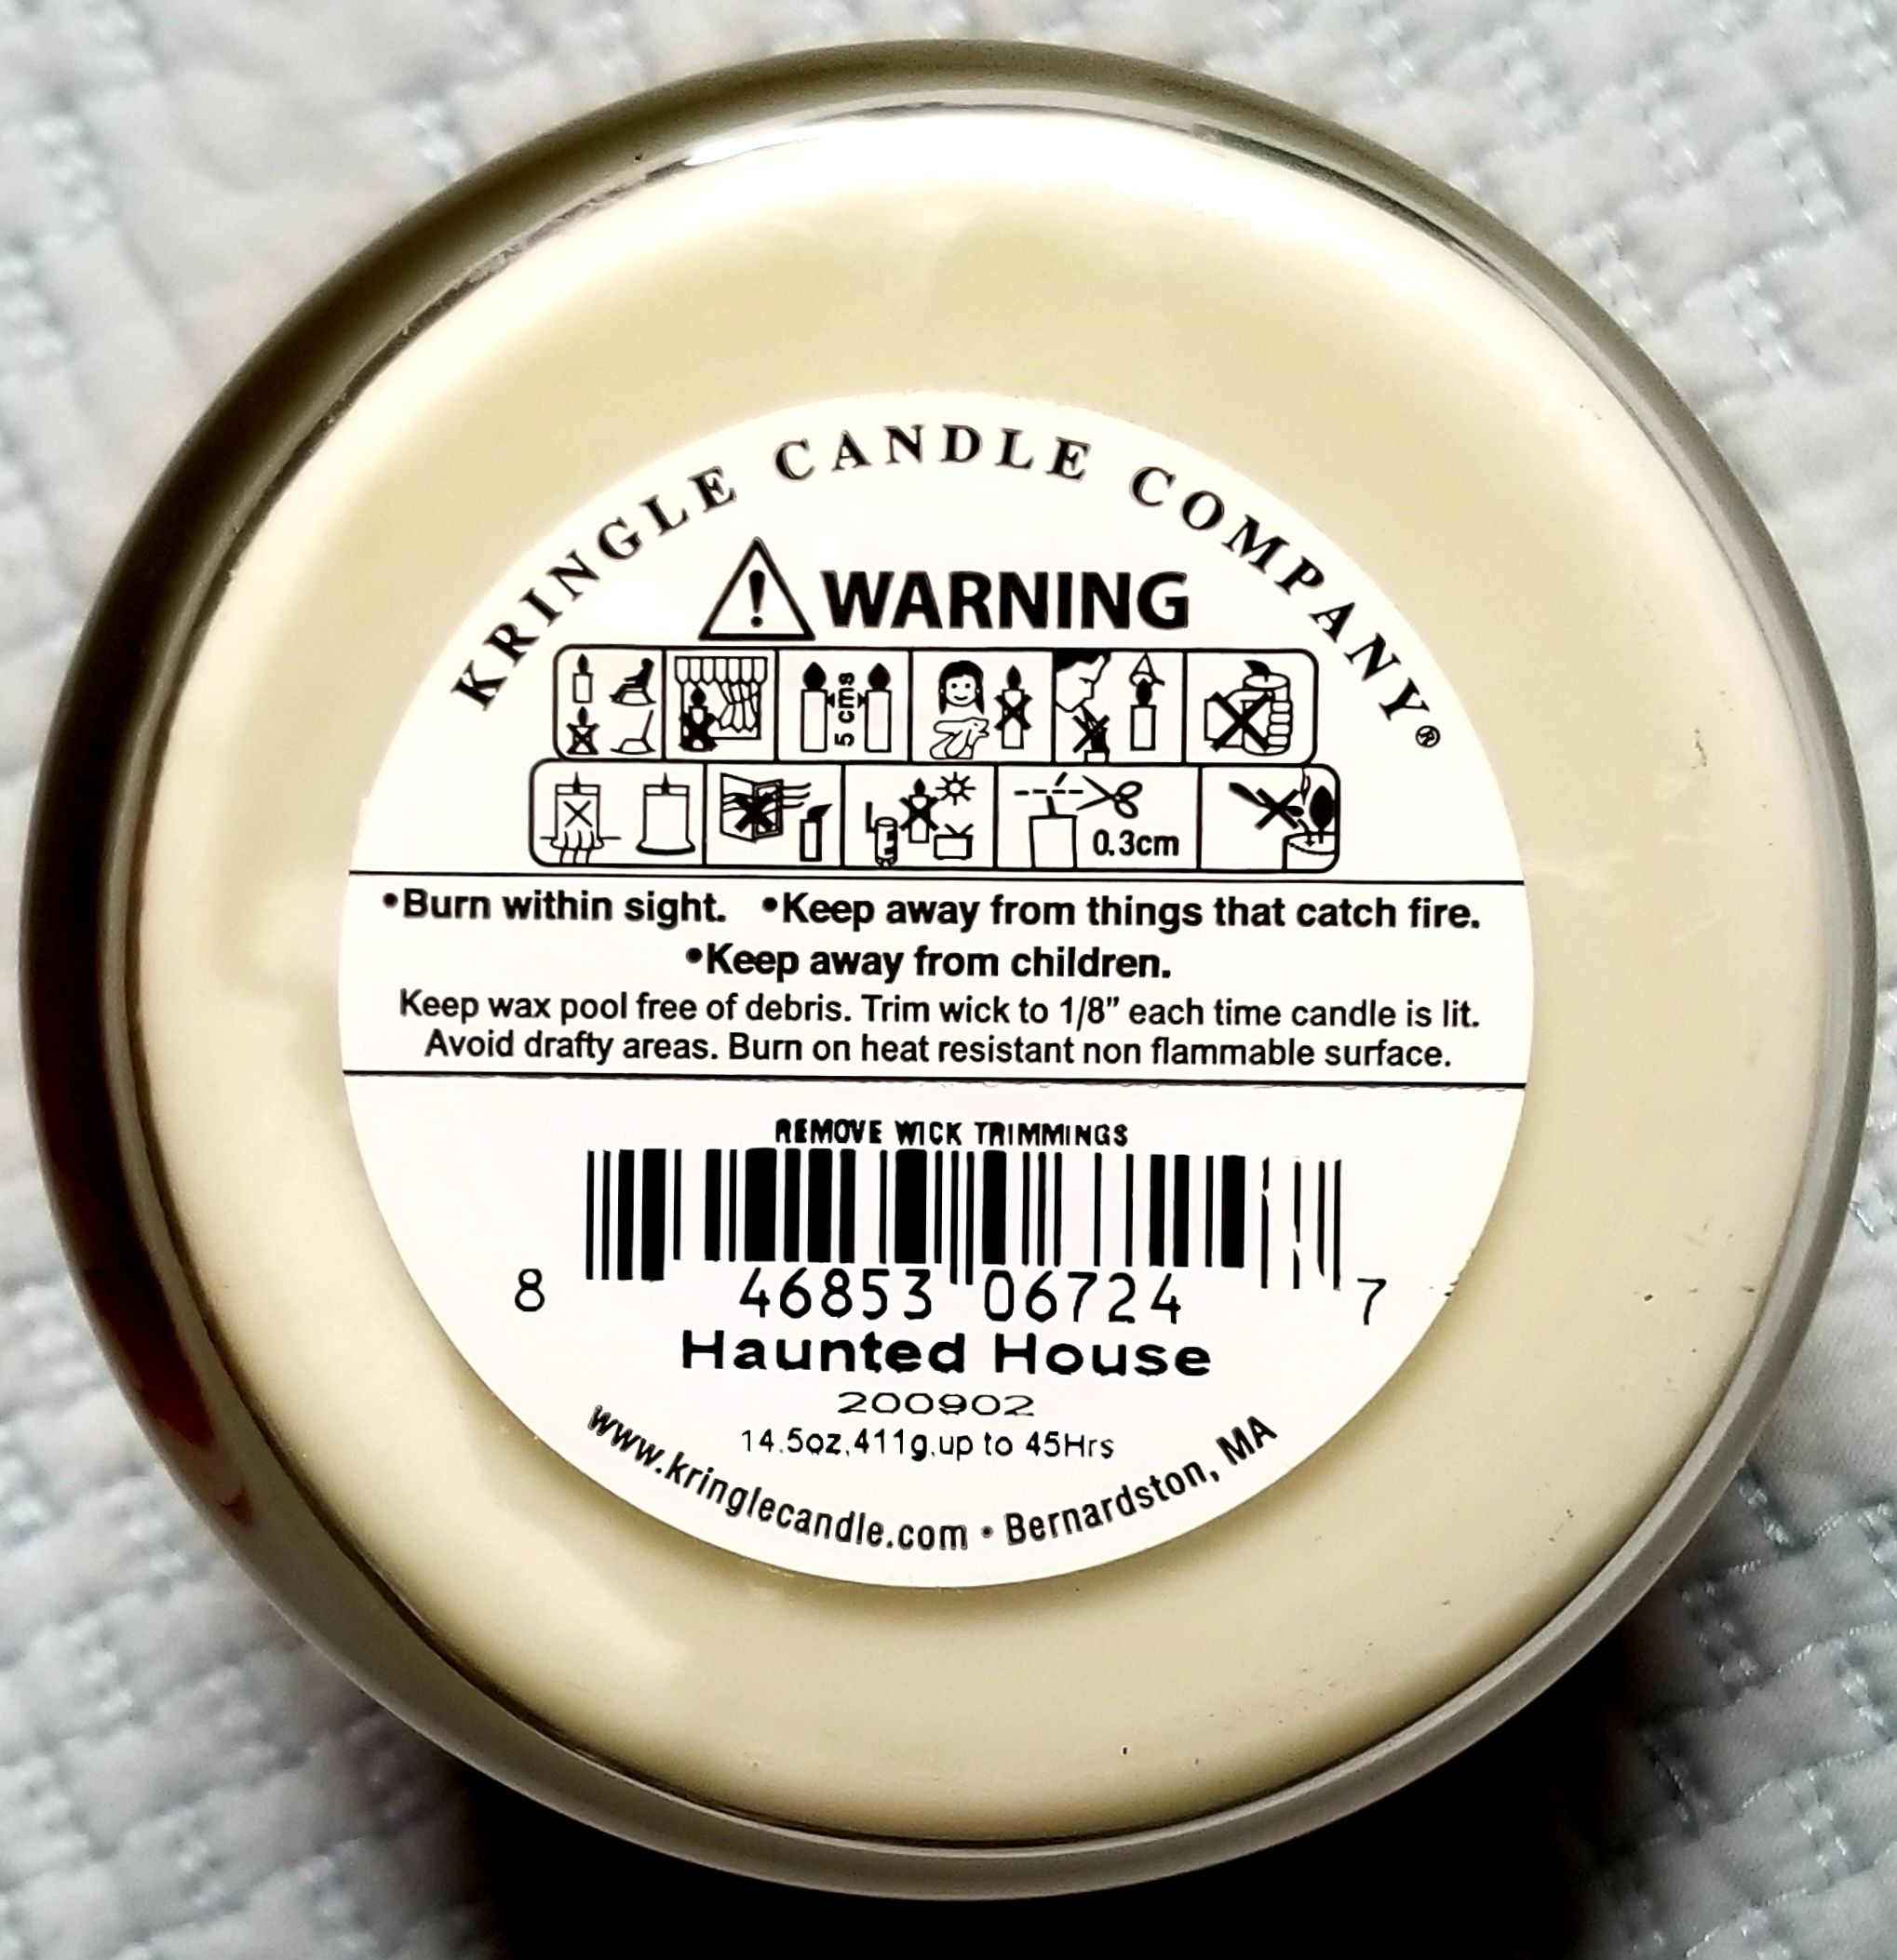 KRINGLE CANDLE COMPANY®
! WARNING
5 cms
0.3cm
•Burn within sight. •Keep away from things that catch fire.
•Keep away from children.
Keep wax pool free of debris. Trim wick to 1/8” each time candle is lit.
Avoid drafty areas. Burn on heat resistant non flammable surface.
REMOVE WICK TRIMMINGS
8 46853 06724 7
Haunted House
200902
14.5oz,411g,up to 45Hrs
www.kringlecandle.com • Bernardston, MA